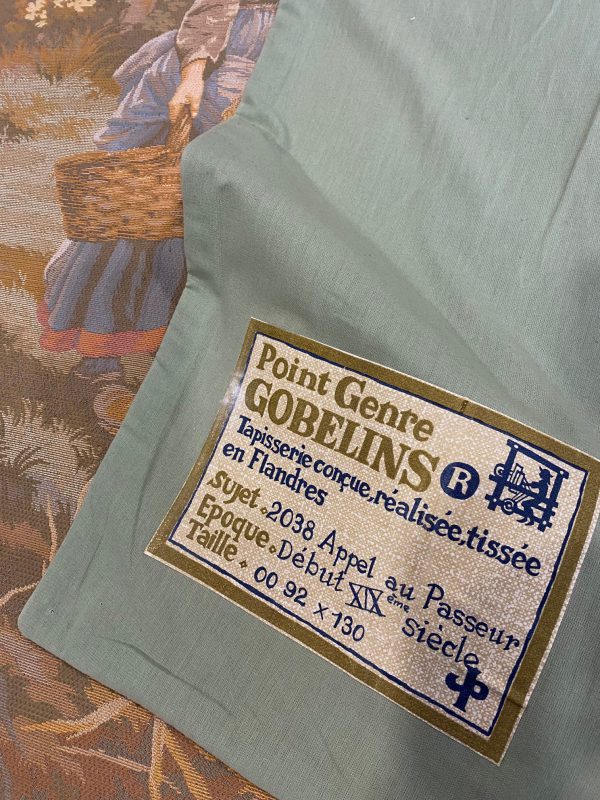 Point Genre
GOBELINS ®
Tapisserie conçue, réalisée, tissée
en Flandres
Sujet 2038 Appel au Passeur
Epoque Début XIXème siècle
Taille 00 92 x 130
JP